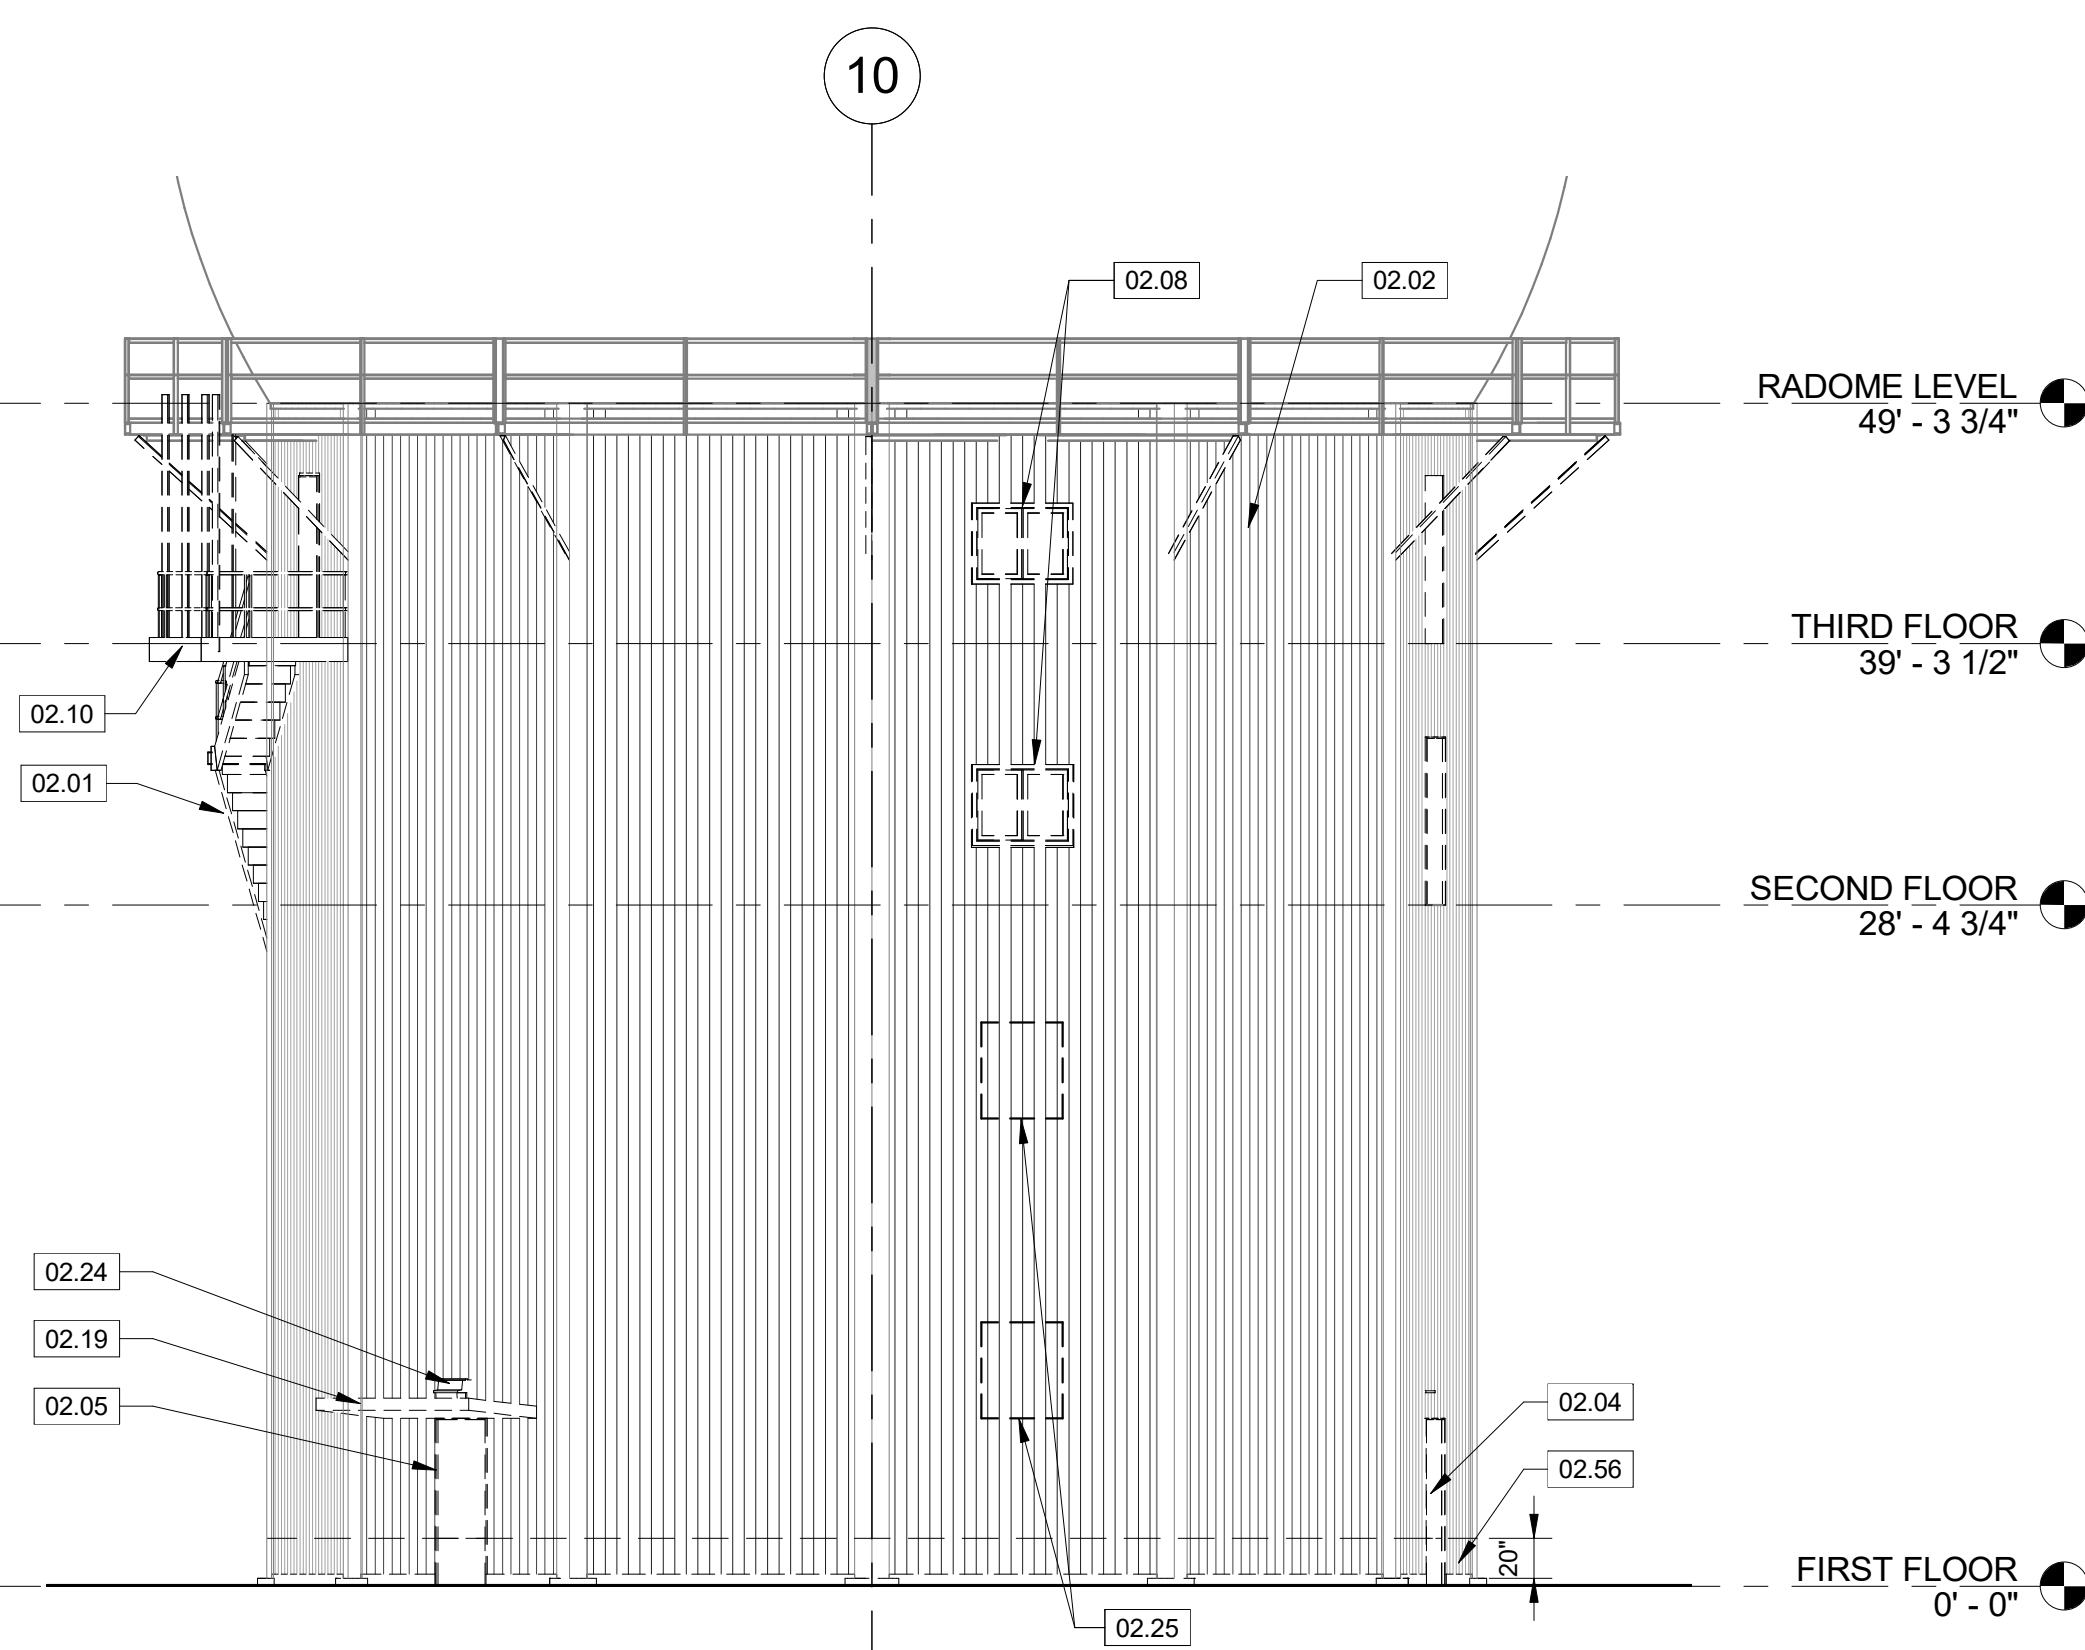 10
02.08
02.02
RADOME LEVEL
49' - 3 3/4"
THIRD FLOOR
39' - 3 1/2"
02.10
02.01
SECOND FLOOR
28' - 4 3/4"
02.24
02.19
02.05
02.04
02.56
20"
FIRST FLOOR
0' - 0"
02.25